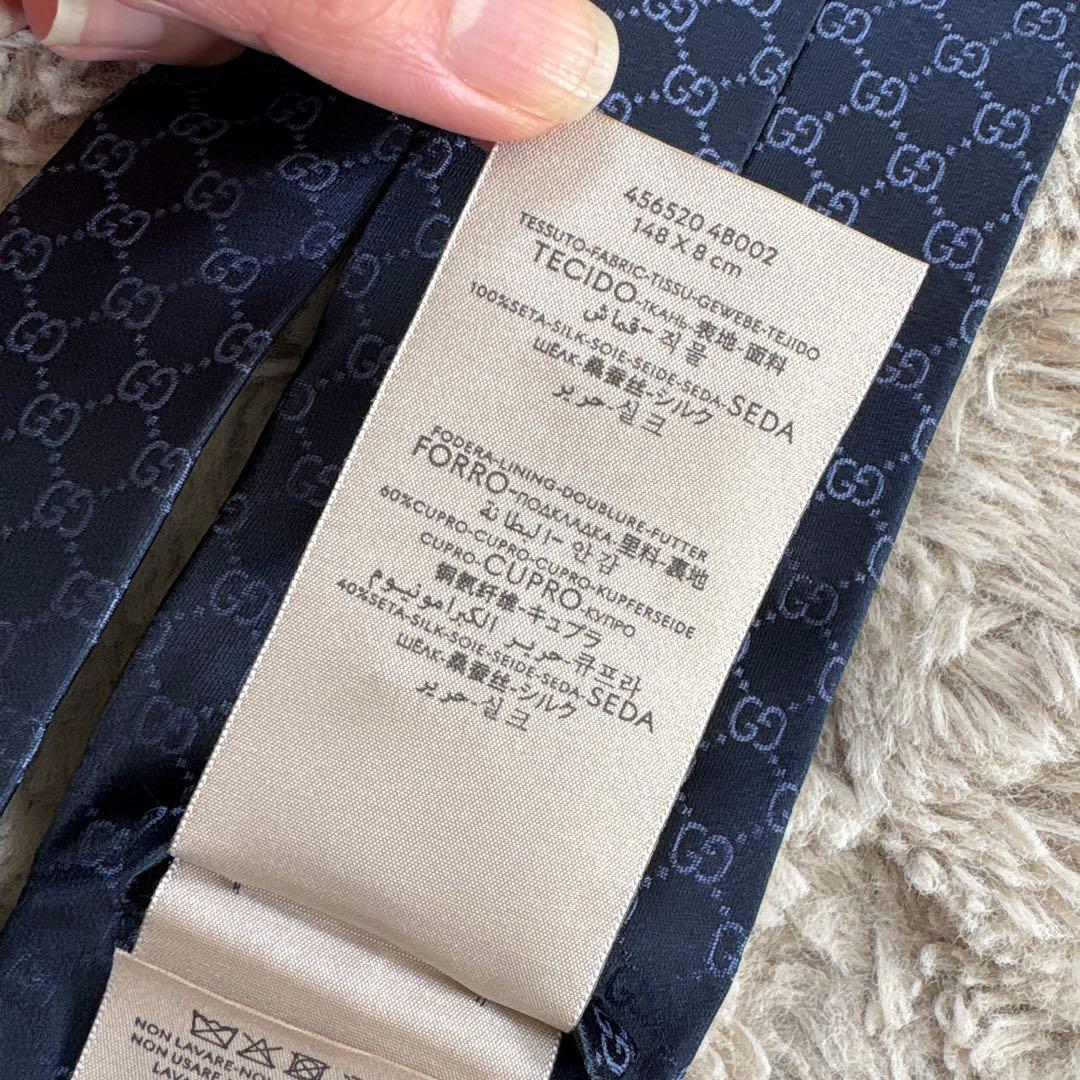 456520 4B002
148 X 8 cm
TESSUTO-FABRIC-TISSU-GEWEBE-TEJIDO
TECIDO-ТКАНЬ-表地-面料
직물-قماش
100%SETA-SILK-SOIE-SEIDE-SEDA-SEDA
ШЁЛК-桑蚕丝-シルク
실크-حرير
FODERA-LINING-DOUBLURE-FUTTER
FORRO-ПОДКЛАДКА-里料-裏地
안감-البطانة
60%CUPRO-CUPRO-CUPRO-KUPFERSEIDE
CUPRO-CUPRO-КУПРО
铜氨纤维-キュプラ
큐프라-حرير الكبرامونيوم
40%SETA-SILK-SOIE-SEIDE-SEDA-SEDA
ШЁЛК-桑蚕丝-シルク
실크-حرير
NON LAVARE-NO
NON USARE
LAVA